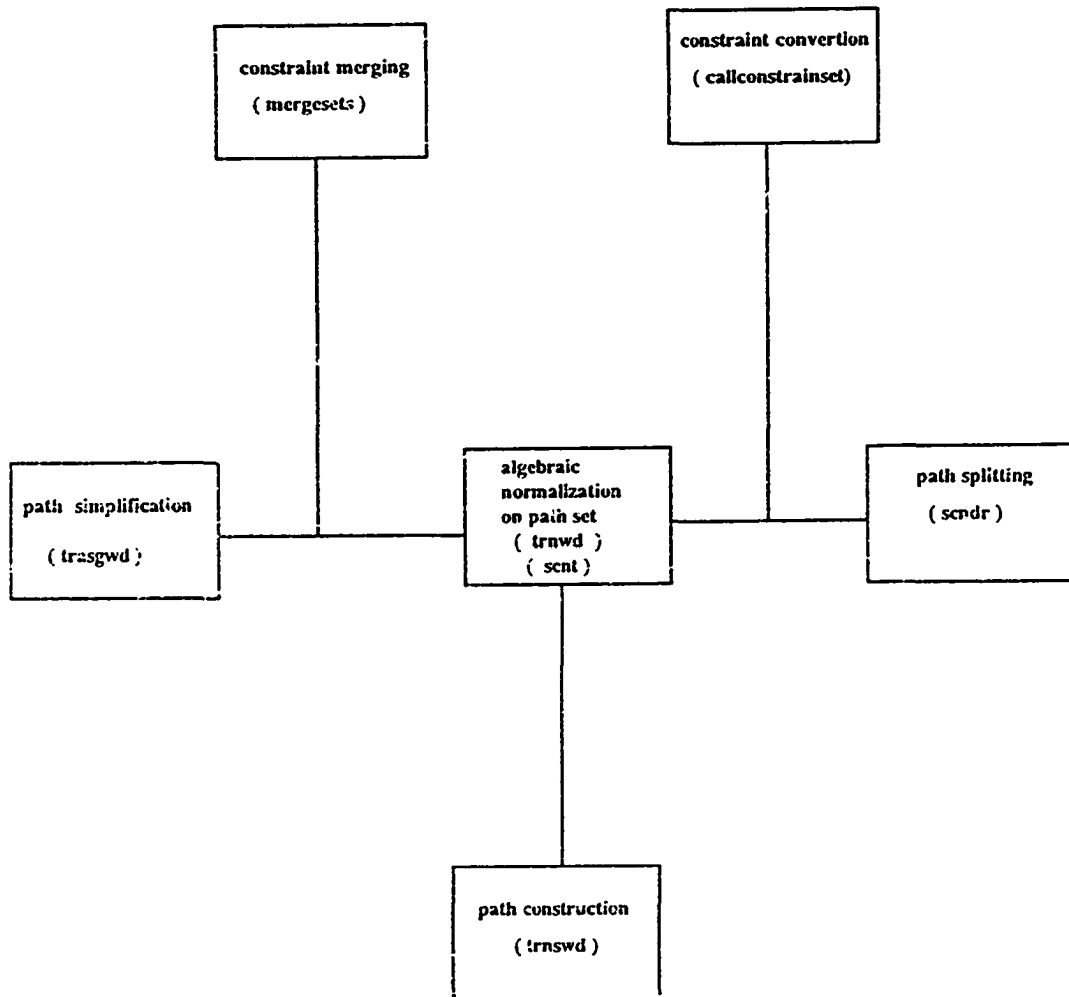 constraint merging
( mergesets )
constraint convertion
( callconstrainset)
path simplification
( trasgwd )
algebraic
normalization
on path set
( trnwd )
( scnt )
path splitting
( scndr )
path construction
( trnswd )